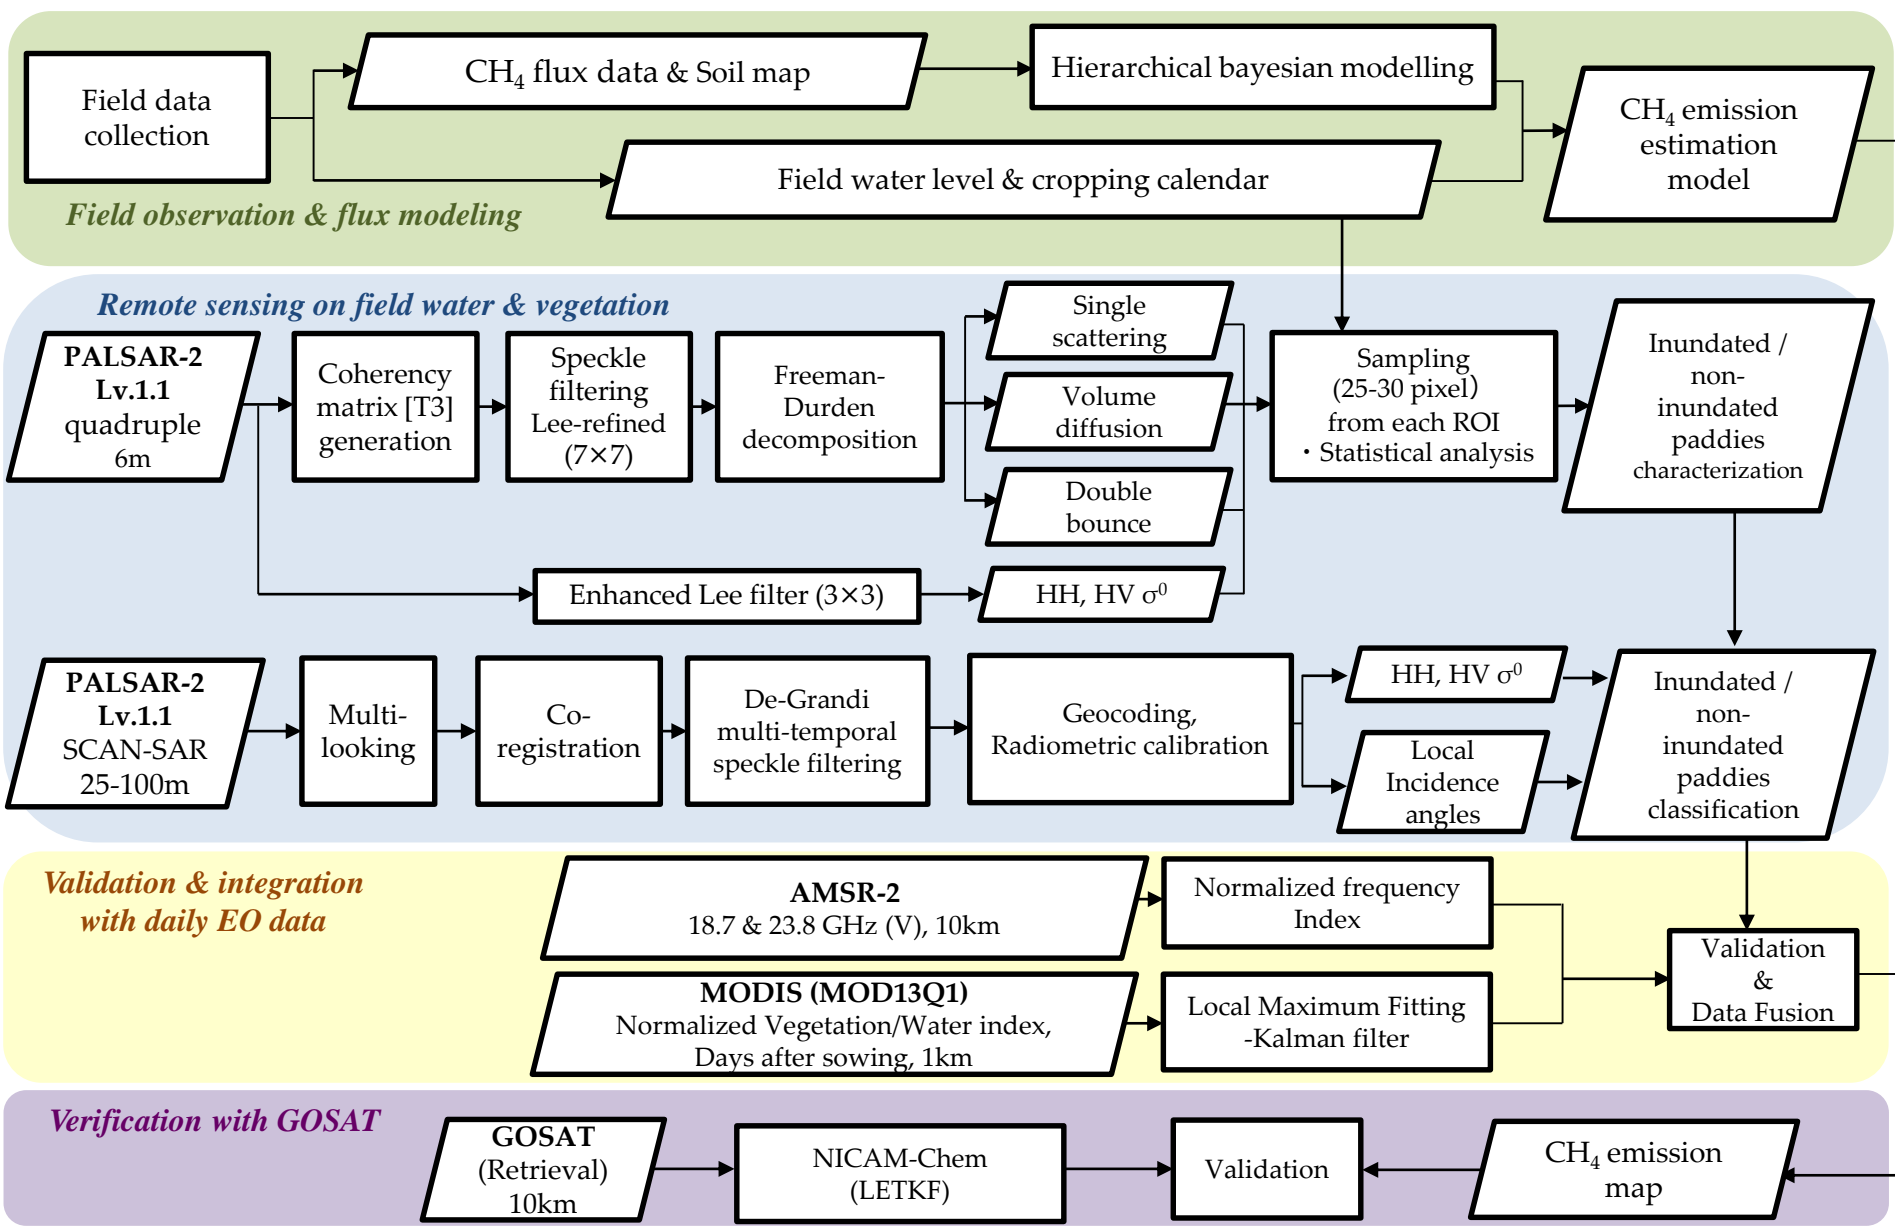 Field data
collection
CH₄ flux data & Soil map
Hierarchical bayesian modelling
Field water level & cropping calendar
CH₄ emission
estimation
model
Field observation & flux modeling
Remote sensing on field water & vegetation
PALSAR-2
Lv.1.1
quadruple
6m
Coherency
matrix [T3]
generation
Speckle
filtering
Lee-refined
(7×7)
Freeman-
Durden
decomposition
Single
scattering
Volume
diffusion
Double
bounce
Sampling
(25-30 pixel)
from each ROI
・Statistical analysis
Inundated /
non-
inundated
paddies
characterization
Enhanced Lee filter (3×3)
HH, HV σ⁰
PALSAR-2
Lv.1.1
SCAN-SAR
25-100m
Multi-
looking
Co-
registration
De-Grandi
multi-temporal
speckle filtering
Geocoding,
Radiometric calibration
HH, HV σ⁰
Local
Incidence
angles
Inundated /
non-
inundated
paddies
classification
Validation & integration
with daily EO data
AMSR-2
18.7 & 23.8 GHz (V), 10km
Normalized frequency
Index
MODIS (MOD13Q1)
Normalized Vegetation/Water index,
Days after sowing, 1km
Local Maximum Fitting
-Kalman filter
Validation
&
Data Fusion
Verification with GOSAT
GOSAT
(Retrieval)
10km
NICAM-Chem
(LETKF)
Validation
CH₄ emission
map